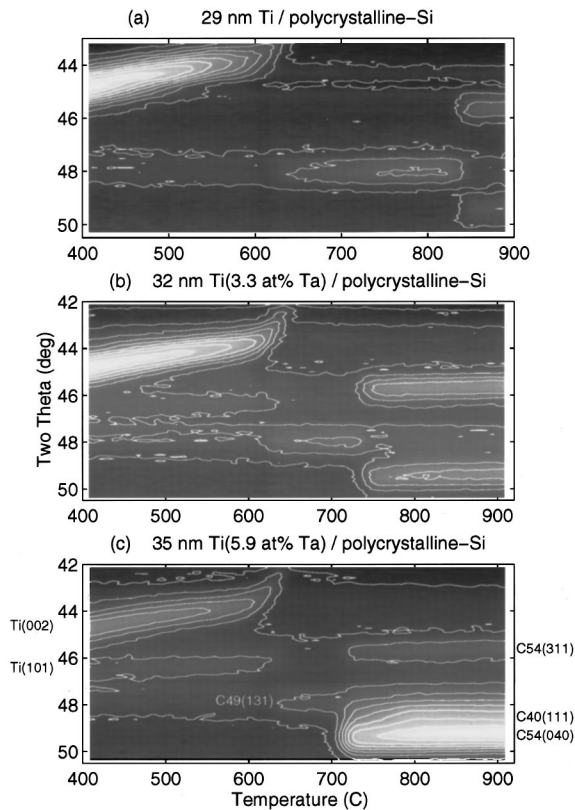 (a) 29 nm Ti / polycrystalline-Si
44
46
48
50
400 500 600 700 800 900
(b) 32 nm Ti(3.3 at% Ta) / polycrystalline-Si
42
44
46
48
50
Two Theta (deg)
400 500 600 700 800 900
(c) 35 nm Ti(5.9 at% Ta) / polycrystalline-Si
42
44
46
48
50
Ti(002)
Ti(101)
C49(131)
C54(311)
C40(111)
C54(040)
400 500 600 700 800 900
Temperature (C)